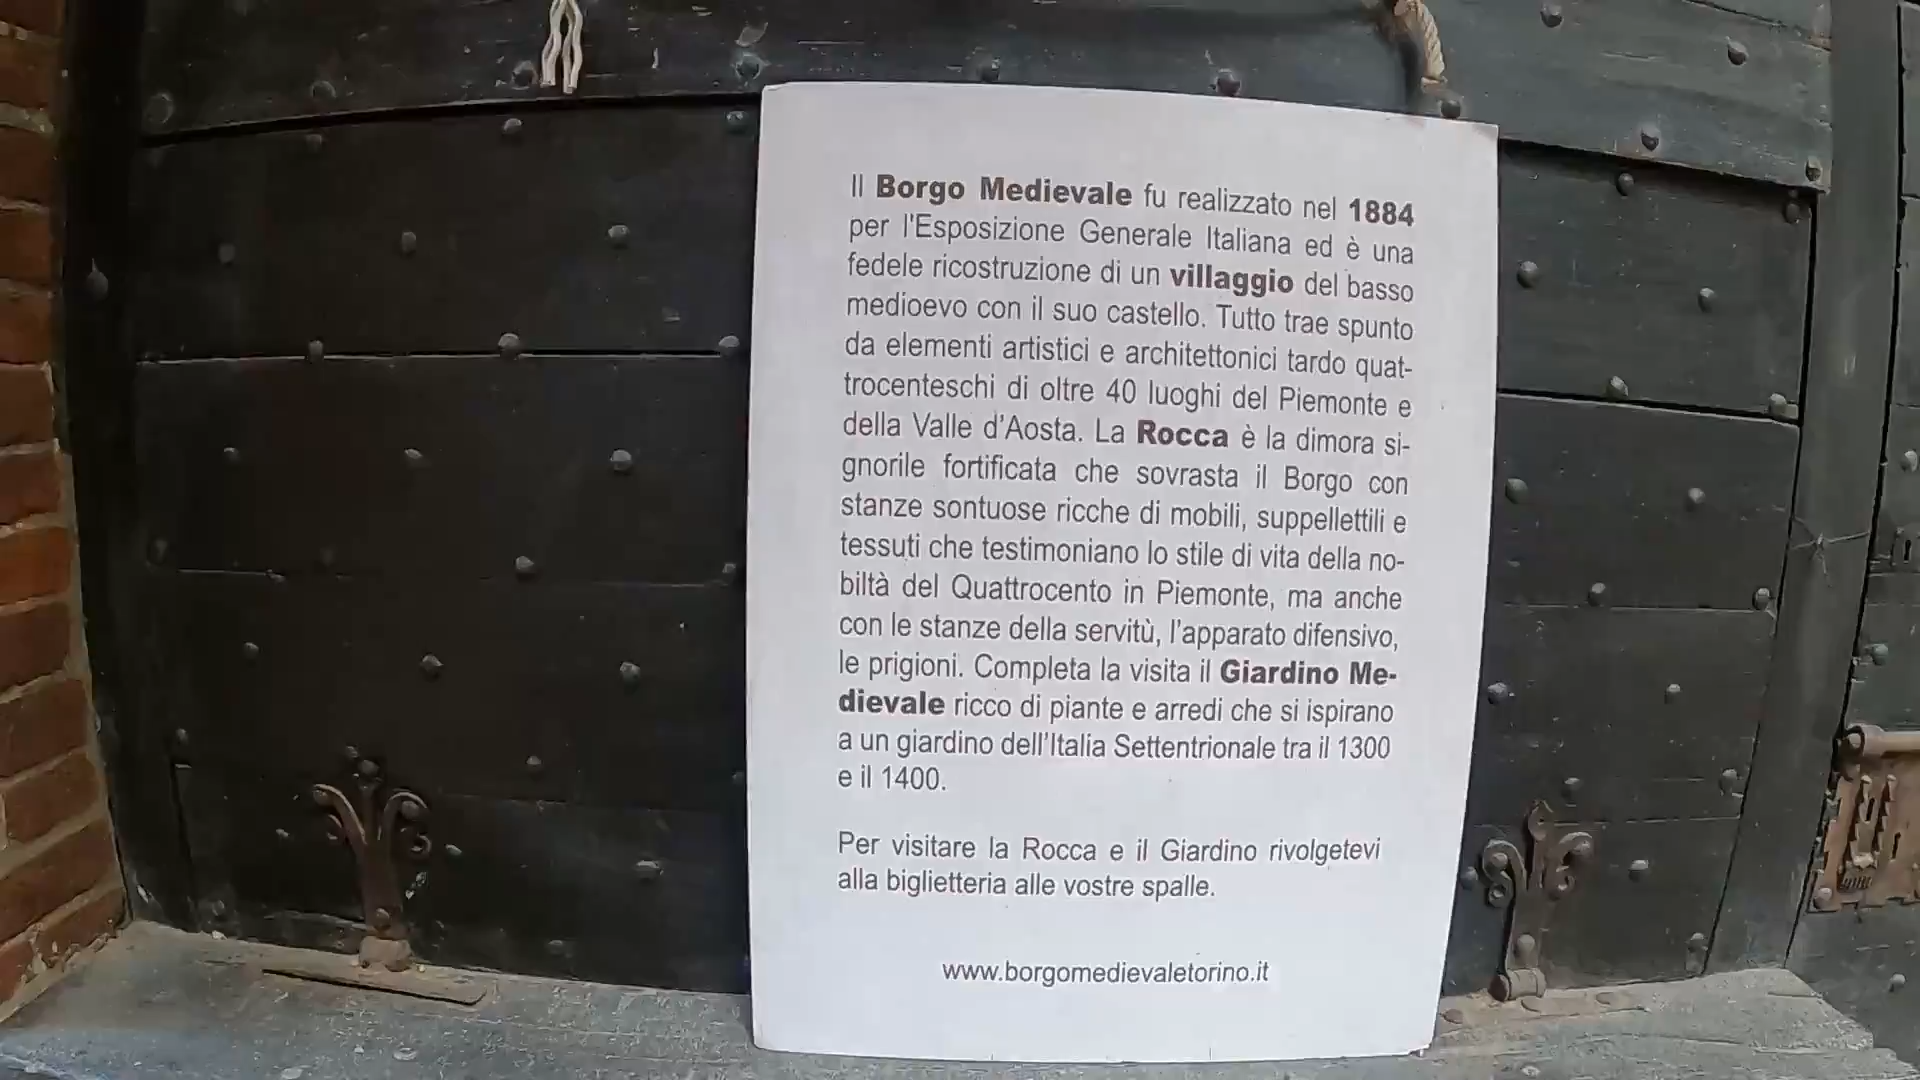 Il Borgo Medievale fu realizzato nel 1884
per l'Esposizione Generale Italiana ed è una
fedele ricostruzione di un villaggio del basso
medioevo con il suo castello. Tutto trae spunto
da elementi artistici e architettonici tardo quat-
trocenteschi di oltre 40 luoghi del Piemonte e
della Valle d'Aosta. La Rocca è la dimora si-
gnorile fortificata che sovrasta il Borgo con
stanze sontuose ricche di mobili, suppellettili e
tessuti che testimoniano lo stile di vita della no-
biltà del Quattrocento in Piemonte, ma anche
con le stanze della servitù, l'apparato difensivo,
le prigioni. Completa la visita il Giardino Me-
dievale ricco di piante e arredi che si ispirano
a un giardino dell'Italia Settentrionale tra il 1300
e il 1400.
Per visitare la Rocca e il Giardino rivolgetevi
alla biglietteria alle vostre spalle.
www.borgomedievaletorino.it